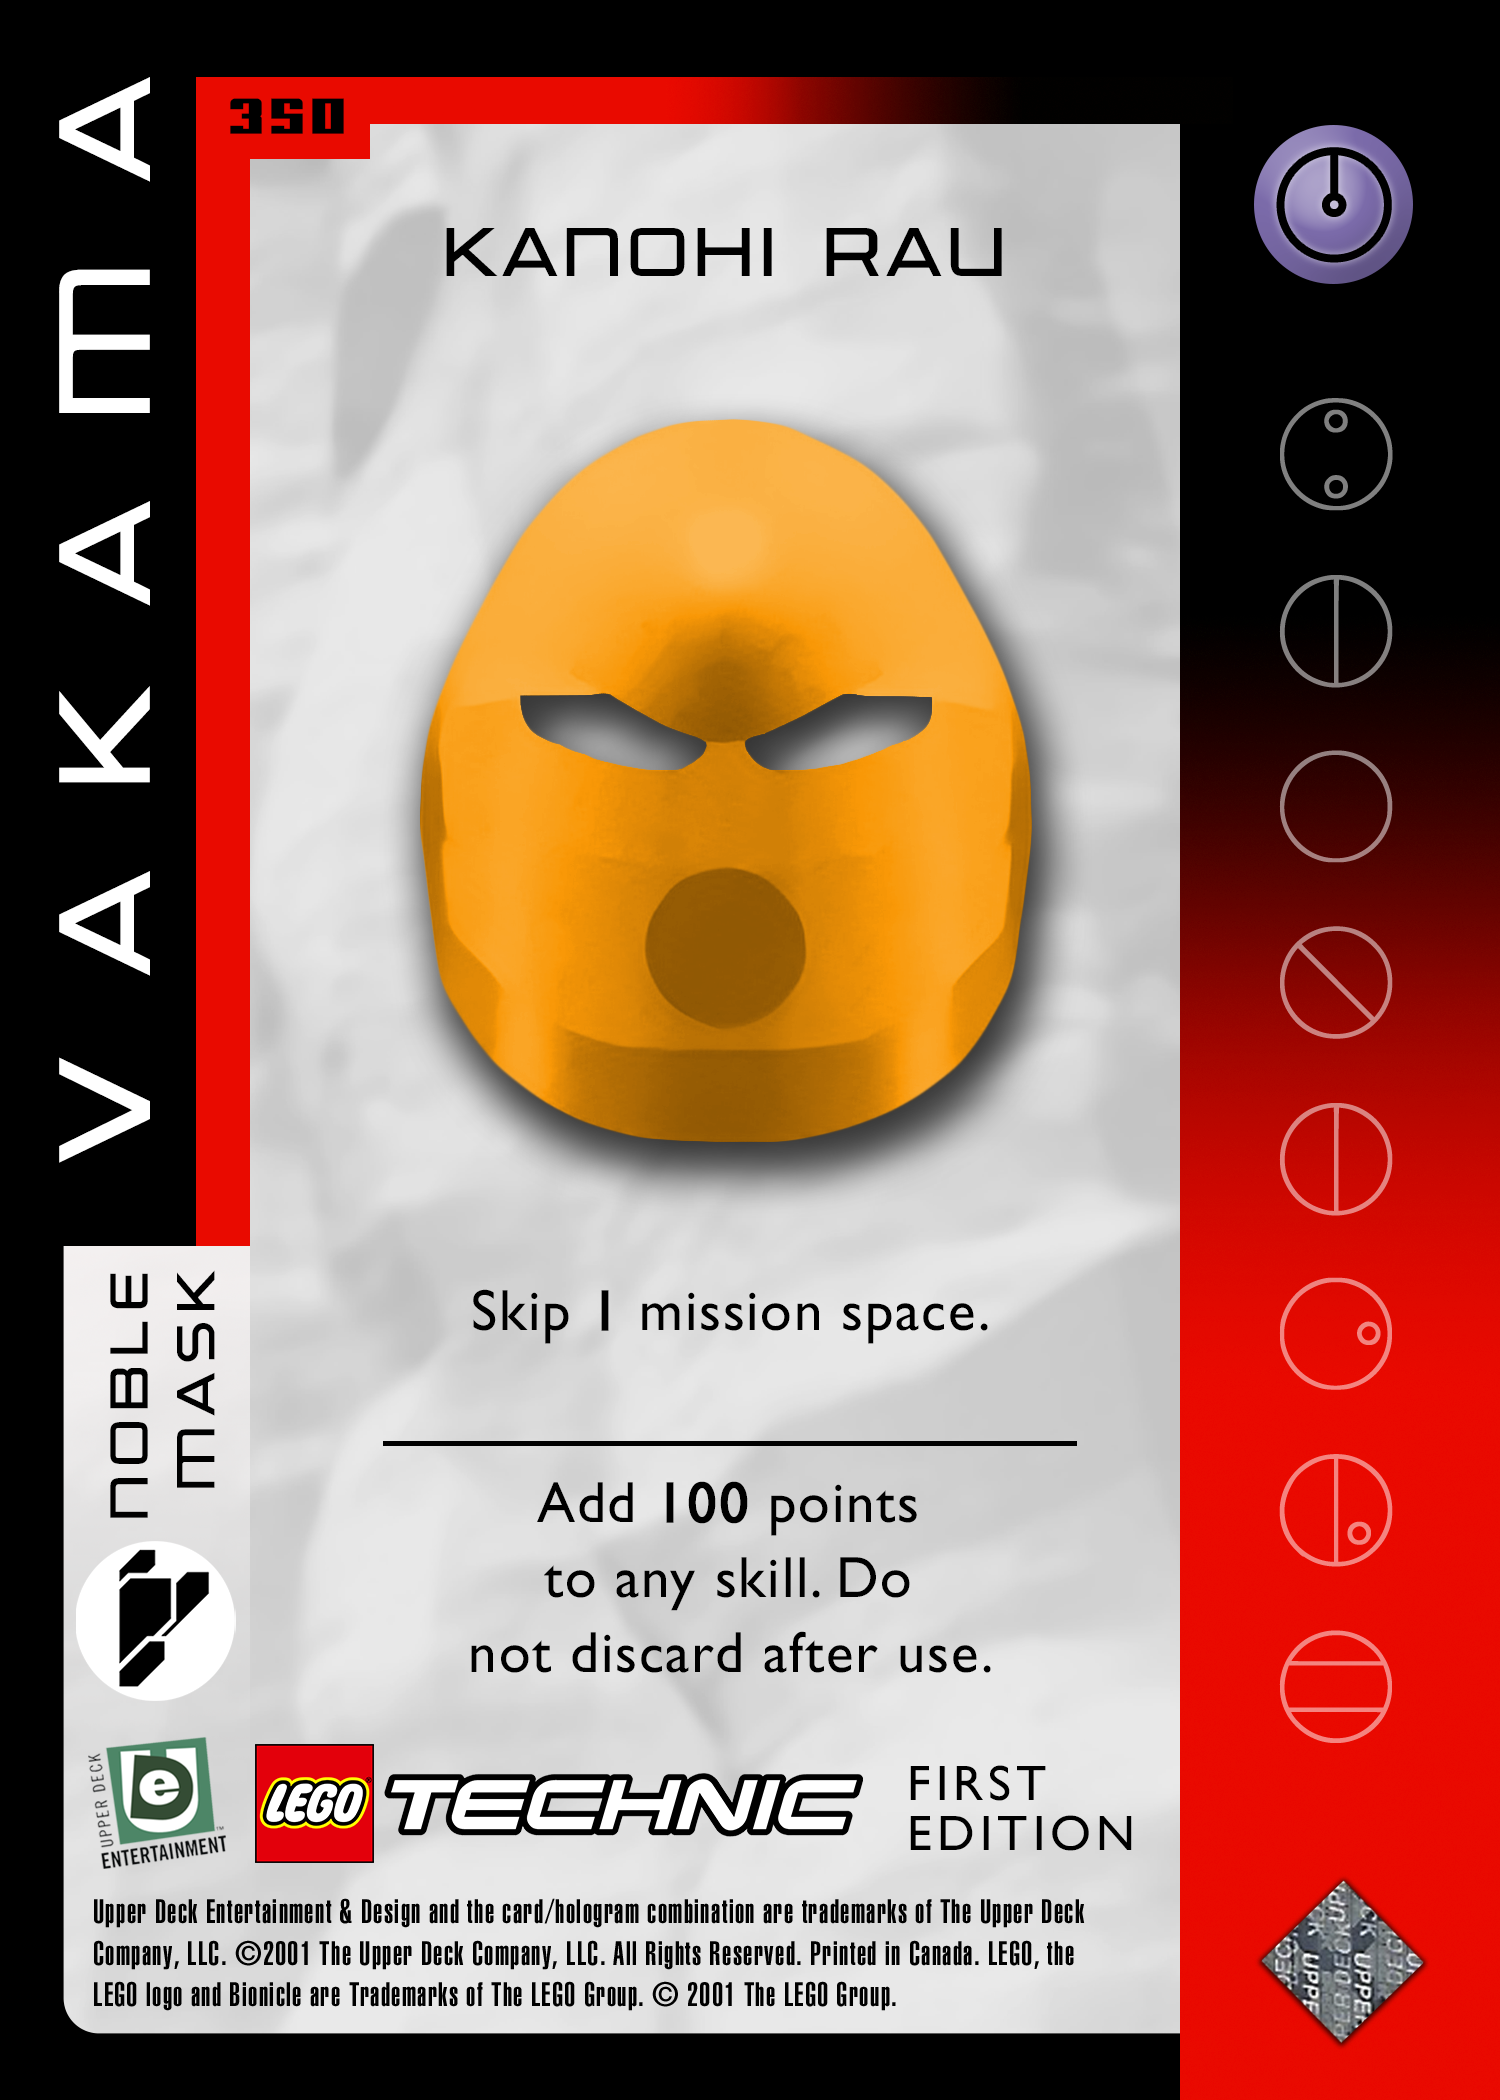 350
VAKAMA
KANOHI RAU
Skip 1 mission space.
Add 100 points
to any skill. Do
not discard after use.
NOBLE
MASK
UPPER DECK
e
ENTERTAINMENT™
LEGO TECHNIC
FIRST
EDITION
Upper Deck Entertainment & Design and the card/hologram combination are trademarks of The Upper Deck
Company, LLC. ©2001 The Upper Deck Company, LLC. All Rights Reserved. Printed in Canada. LEGO, the
LEGO logo and Bionicle are Trademarks of The LEGO Group. © 2001 The LEGO Group.